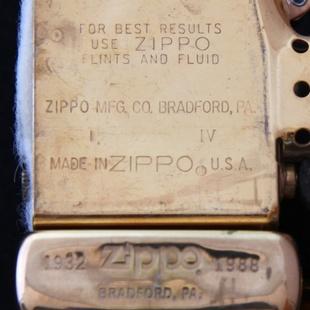 FOR BEST RESULTS
USE ZIPPO
FLINTS AND FLUID
ZIPPO MFG. CO. BRADFORD, PA.
I IV
MADE IN ZIPPO® U.S.A.
1932 Zippo 1988
BRADFORD, PA.